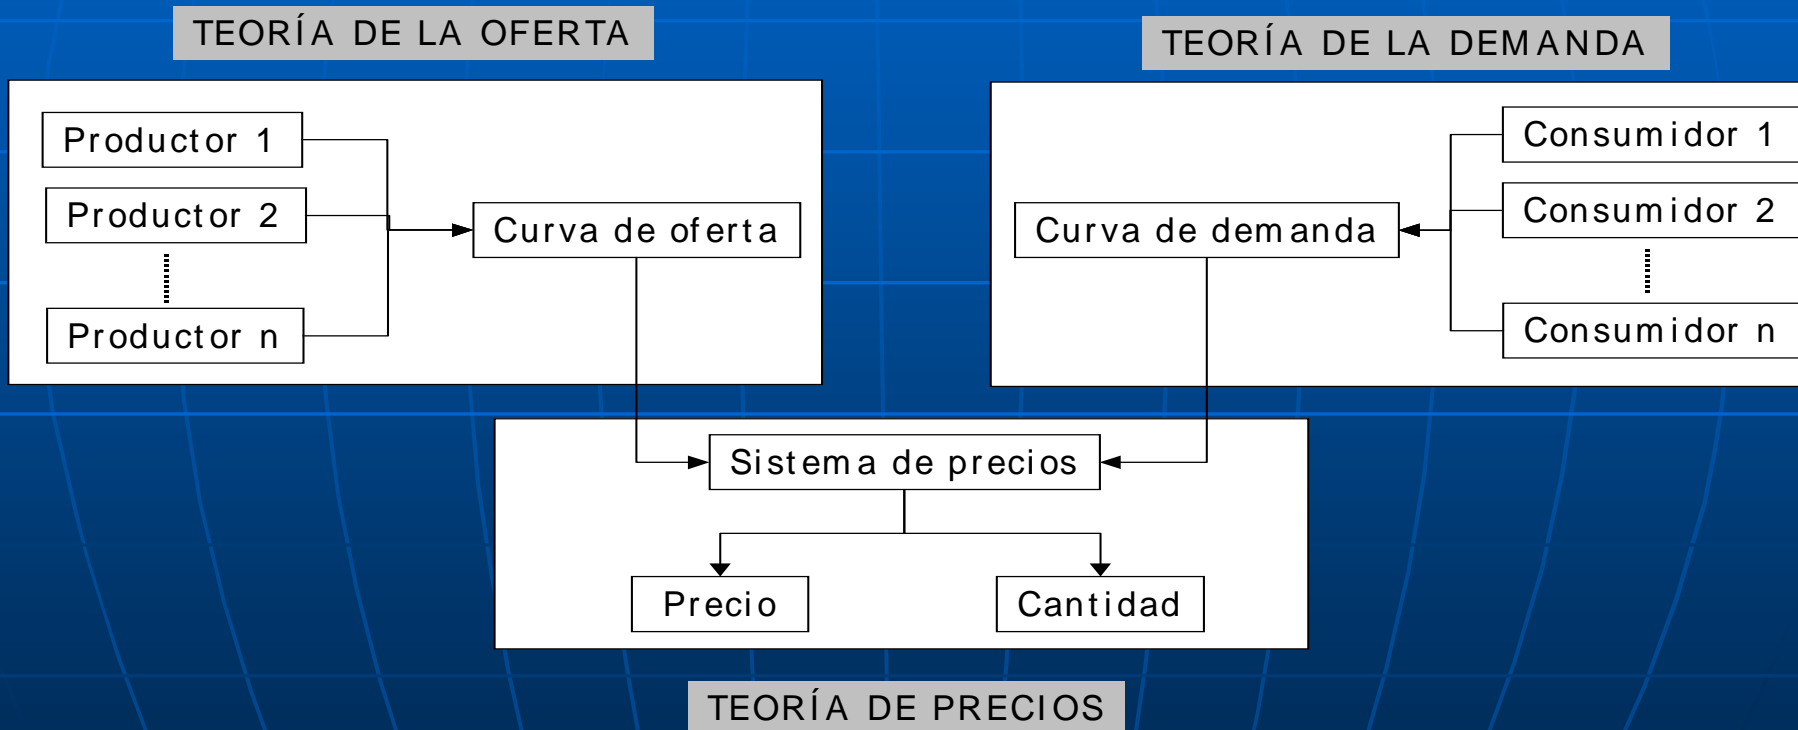 TEORÍA DE LA OFERTA
TEORÍA DE LA DEMANDA
Productor 1
Productor 2
Productor n
Curva de oferta
Curva de demanda
Consumidor 1
Consumidor 2
Consumidor n
Sistema de precios
Precio
Cantidad
TEORÍA DE PRECIOS